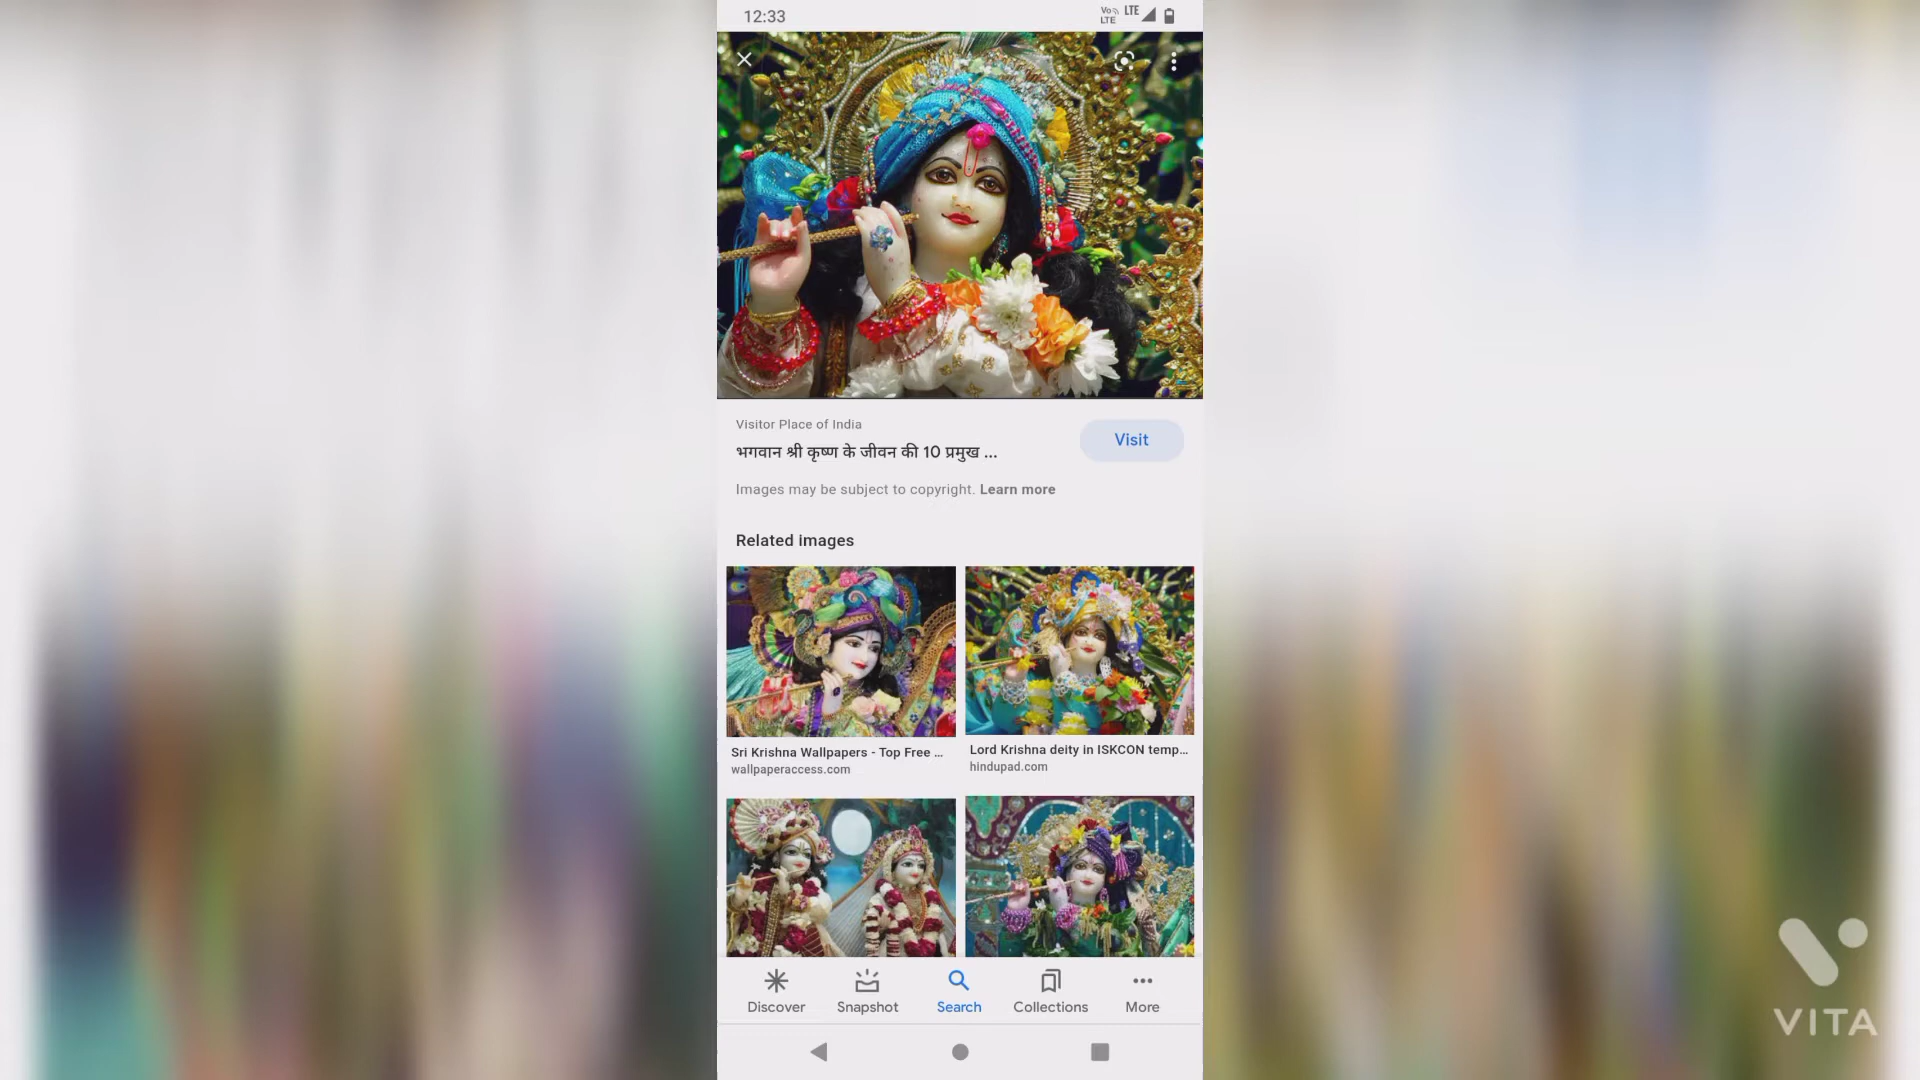 12:33
Vo LTE LTE
Visitor Place of India
भगवान श्री कृष्ण के जीवन की 10 प्रमुख ...
Visit
Images may be subject to copyright. Learn more
Related images
Sri Krishna Wallpapers - Top Free ...
wallpaperaccess.com
Lord Krishna deity in ISKCON temp...
hindupad.com
Discover
Snapshot
Search
Collections
More
VITA